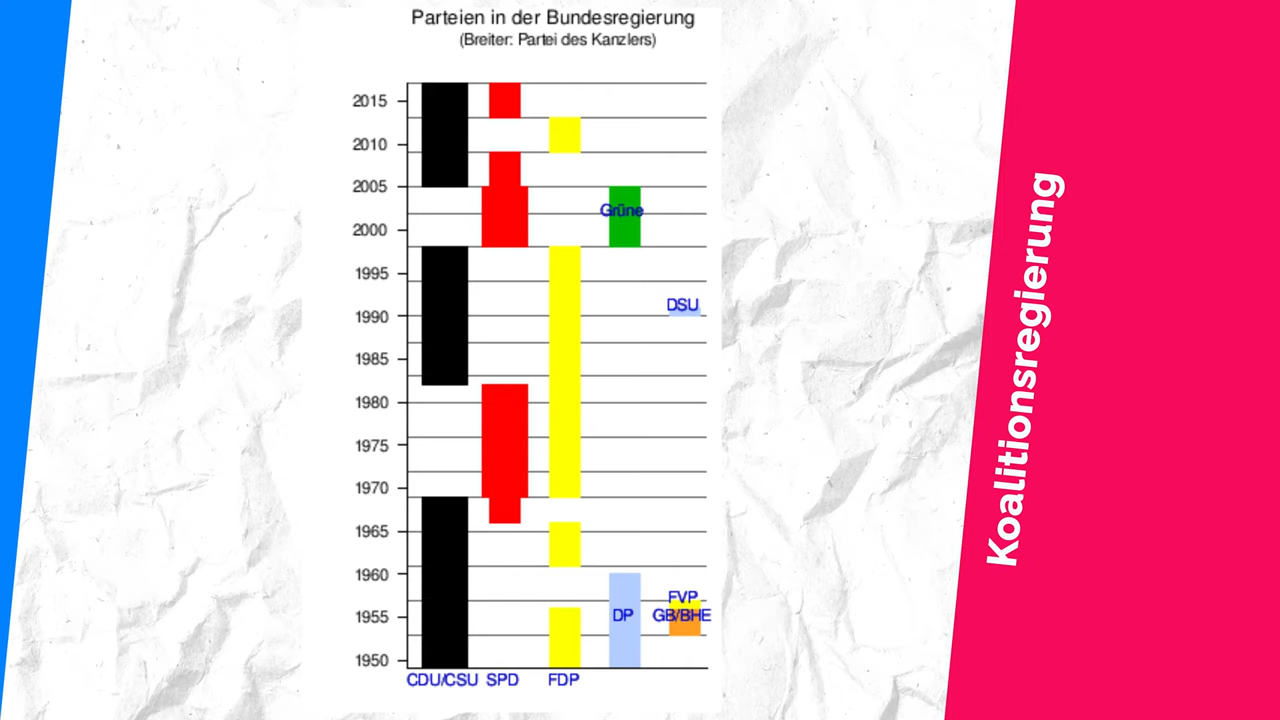 Parteien in der Bundesregierung
(Breiter: Partei des Kanzlers)
2015
2010
2005
2000
1995
1990
1985
1980
1975
1970
1965
1960
1955
1950
Grüne
DSU
FVP
DP
GB/BHE
CDU/CSU
SPD
FDP
Koalitionsregierung